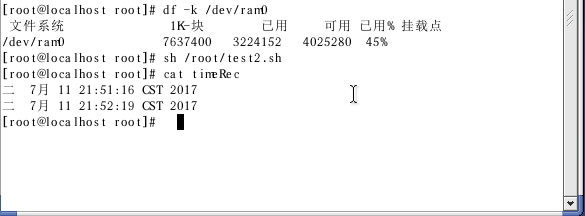 [root@localhost root]# df -k /dev/ram0
文件系统 1K-块 已用 可用 已用% 挂载点
/dev/ram0 7637400 3224152 4025280 45%
[root@localhost root]# sh /root/test2.sh
[root@localhost root]# cat timeRec
二 7月 11 21:51:16 CST 2017
二 7月 11 21:52:19 CST 2017
[root@localhost root]#